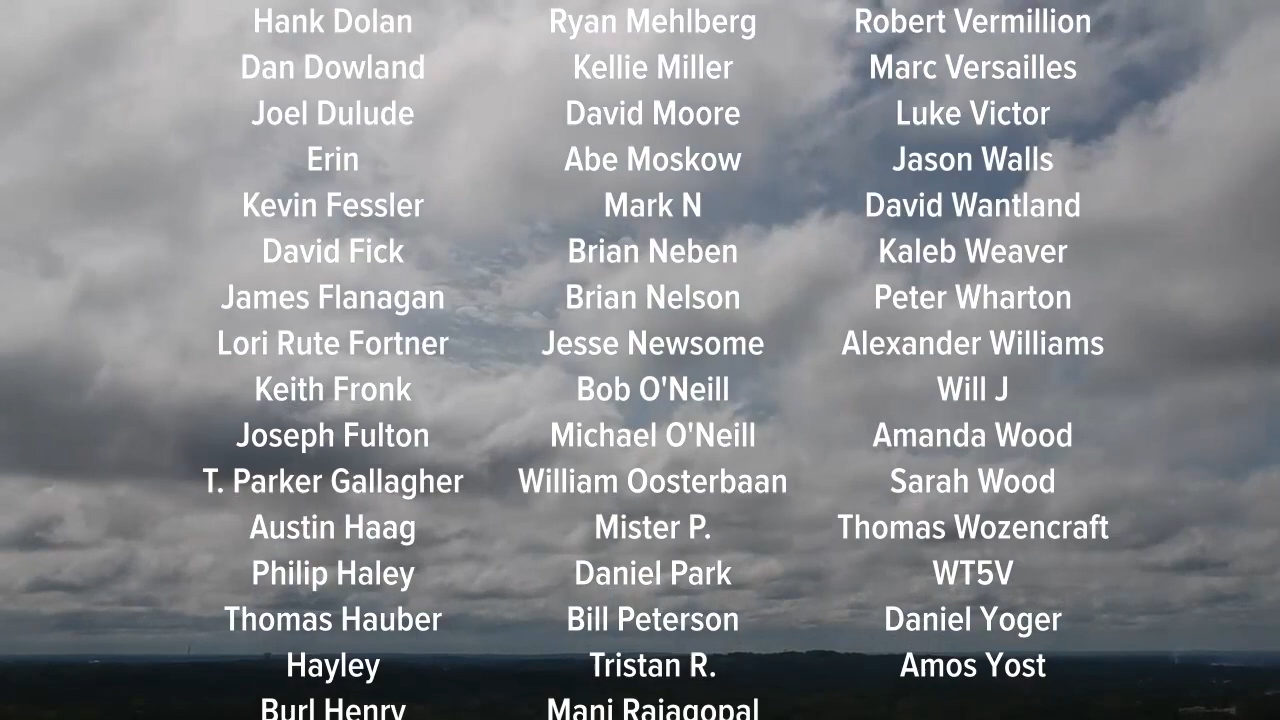 Hank Dolan
Dan Dowland
Joel Dulude
Erin
Kevin Fessler
David Fick
James Flanagan
Lori Rute Fortner
Keith Fronk
Joseph Fulton
T. Parker Gallagher
Austin Haag
Philip Haley
Thomas Hauber
Hayley
Burl Henry
Ryan Mehlberg
Kellie Miller
David Moore
Abe Moskow
Mark N
Brian Neben
Brian Nelson
Jesse Newsome
Bob O'Neill
Michael O'Neill
William Oosterbaan
Mister P.
Daniel Park
Bill Peterson
Tristan R.
Mani Rajagopal
Robert Vermillion
Marc Versailles
Luke Victor
Jason Walls
David Wantland
Kaleb Weaver
Peter Wharton
Alexander Williams
Will J
Amanda Wood
Sarah Wood
Thomas Wozencraft
WT5V
Daniel Yoger
Amos Yost